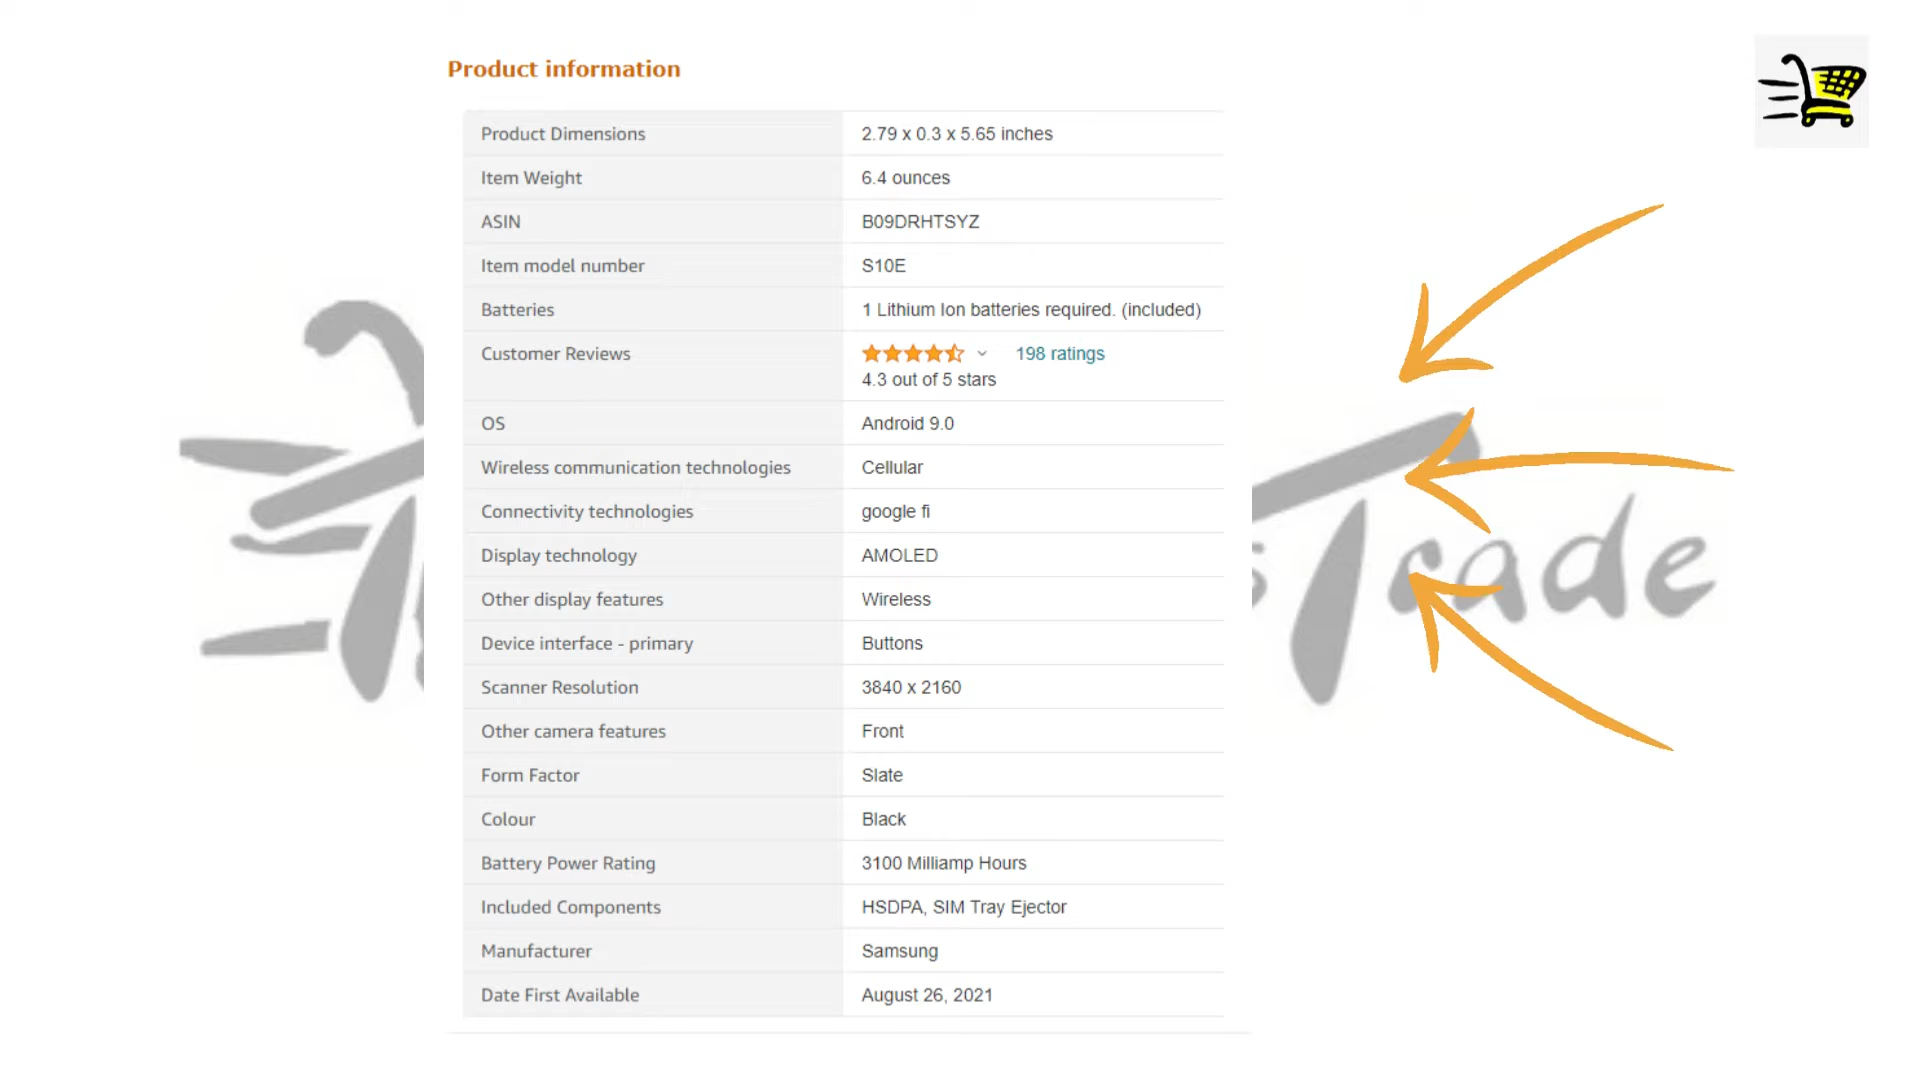 Product information
Product Dimensions 2.79 x 0.3 x 5.65 inches
Item Weight 6.4 ounces
ASIN B09DRHTSYZ
Item model number S10E
Batteries 1 Lithium Ion batteries required. (included)
Customer Reviews 198 ratings
4.3 out of 5 stars
OS Android 9.0
Wireless communication technologies Cellular
Connectivity technologies google fi
Display technology AMOLED
Other display features Wireless
Device interface - primary Buttons
Scanner Resolution 3840 x 2160
Other camera features Front
Form Factor Slate
Colour Black
Battery Power Rating 3100 Milliamp Hours
Included Components HSDPA, SIM Tray Ejector
Manufacturer Samsung
Date First Available August 26, 2021
Trade